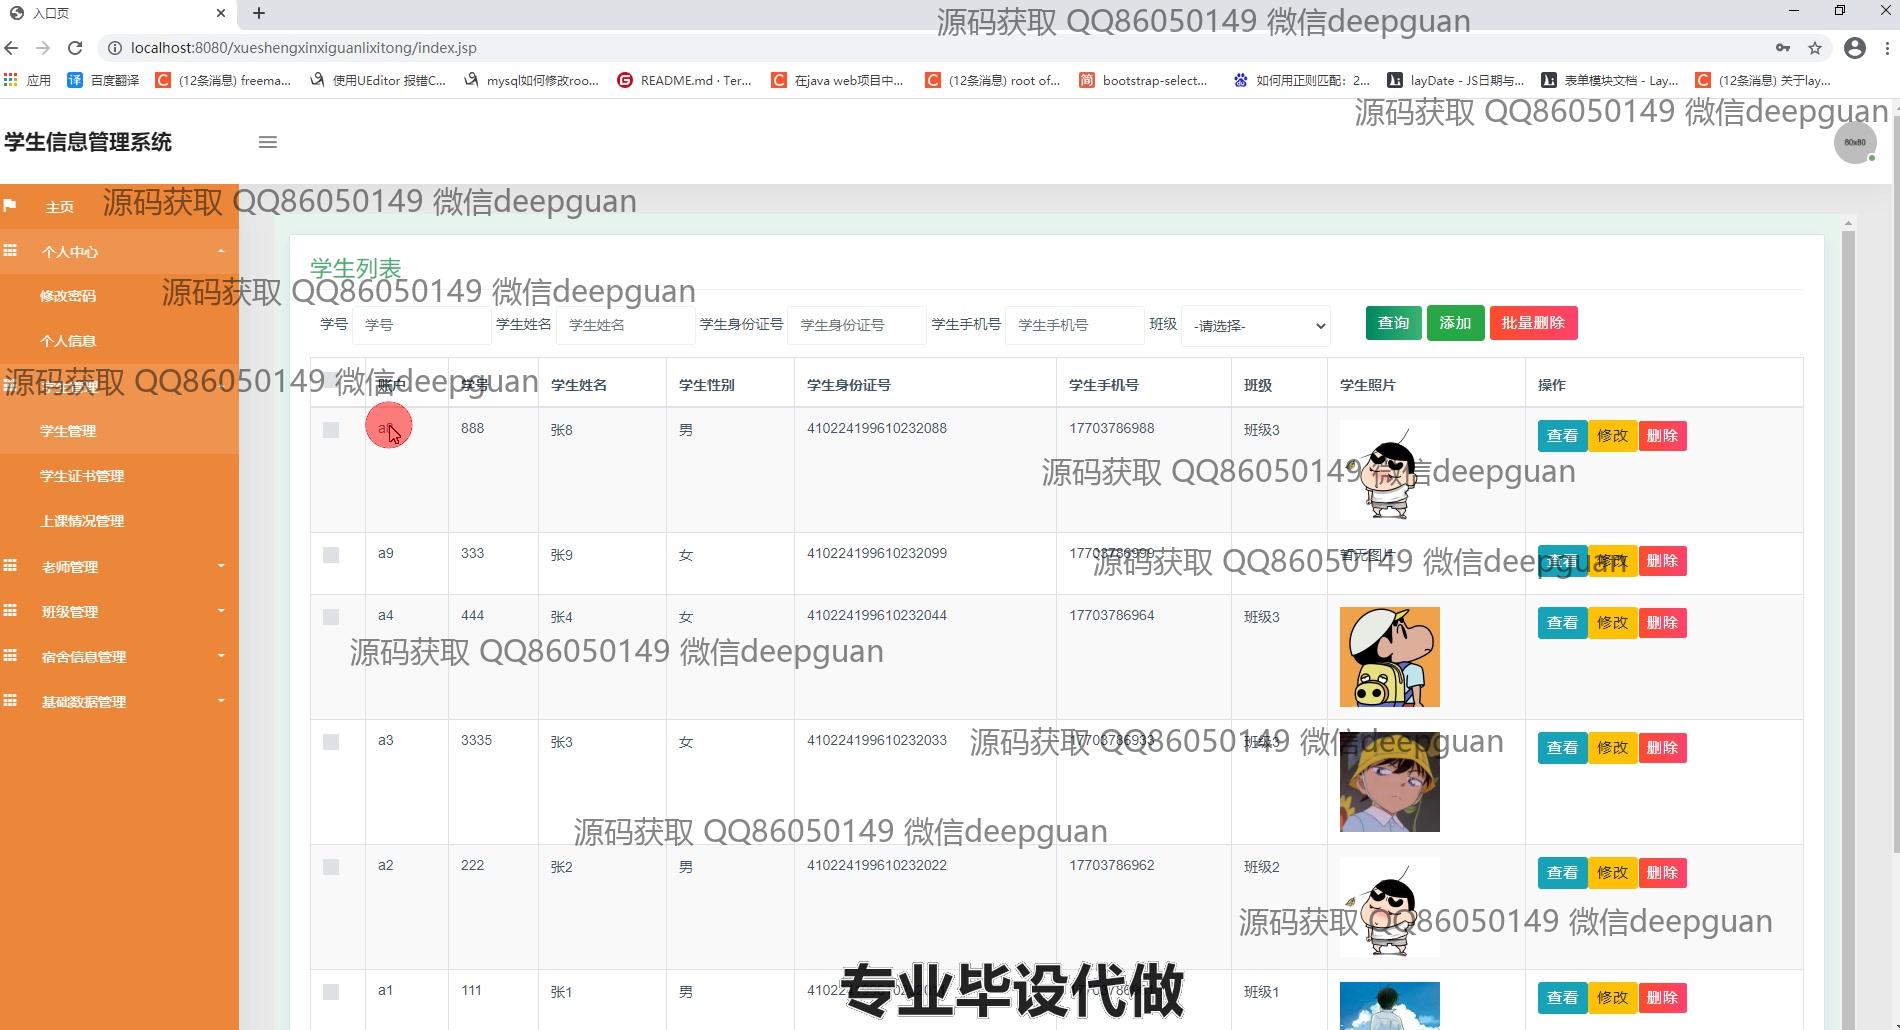 入口页
localhost:8080/xueshengxinxiguanlixitong/index.jsp
应用 百度翻译 (12条消息) freema... 使用UEditor 报错C... mysql如何修改roo... README.md · Ter... 在java web项目中... (12条消息) root of... bootstrap-select... 如何用正则匹配：2... layDate - JS日期与... 表单模块文档 - Lay... (12条消息) 关于lay...
源码获取 QQ86050149 微信deepguan
源码获取 QQ86050149 微信deepguan
学生信息管理系统
80x80
主页
源码获取 QQ86050149 微信deepguan
个人中心
修改密码
个人信息
学生管理
学生管理
学生证书管理
上课情况管理
老师管理
班级管理
宿舍信息管理
基础数据管理
学生列表
源码获取 QQ86050149 微信deepguan
学号 学号 学生姓名 学生姓名 学生身份证号 学生身份证号 学生手机号 学生手机号 班级 -请选择- 查询 添加 批量删除
源码获取 QQ86050149 微信deepguan
账户 学号 学生姓名 学生性别 学生身份证号 学生手机号 班级 学生照片 操作
888 张8 男 410224199610232088 17703786988 班级3 查看 修改 删除
源码获取 QQ86050149 微信deepguan
a9 333 张9 女 410224199610232099 17703786999 暂无图片 查看 修改 删除
源码获取 QQ86050149 微信deepguan
a4 444 张4 女 410224199610232044 17703786964 班级3 查看 修改 删除
源码获取 QQ86050149 微信deepguan
a3 3335 张3 女 410224199610232033 17703786933 班级3 查看 修改 删除
源码获取 QQ86050149 微信deepguan
源码获取 QQ86050149 微信deepguan
a2 222 张2 男 410224199610232022 17703786962 班级2 查看 修改 删除
源码获取 QQ86050149 微信deepguan
a1 111 张1 男 班级1 查看 修改 删除
专业毕设代做